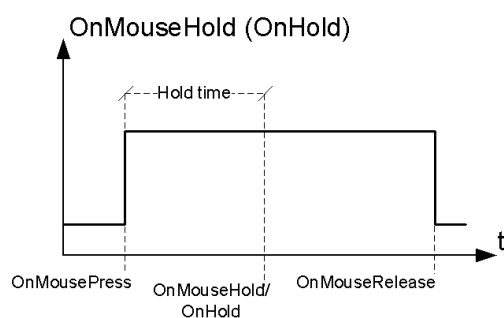 OnMouseHold (OnHold)
Hold time
t
OnMousePress
OnMouseHold/
OnHold
OnMouseRelease